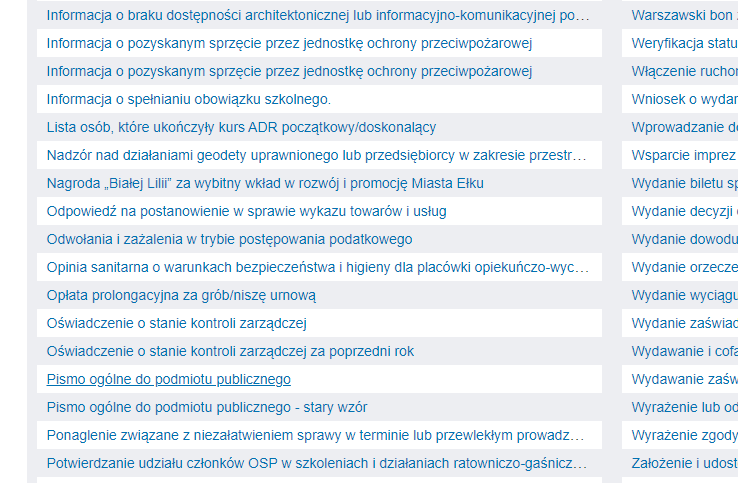 Informacja o braku dostępności architektonicznej lub informacyjno-komunikacyjnej po…
Informacja o pozyskanym sprzęcie przez jednostkę ochrony przeciwpożarowej
Informacja o pozyskanym sprzęcie przez jednostkę ochrony przeciwpożarowej
Informacja o spełnianiu obowiązku szkolnego.
Lista osób, które ukończyły kurs ADR początkowy/doskonalący
Nadzór nad działaniami geodety uprawnionego lub przedsiębiorcy w zakresie przestr…
Nagroda „Białej Lilii” za wybitny wkład w rozwój i promocję Miasta Ełku
Odpowiedź na postanowienie w sprawie wykazu towarów i usług
Odwołania i zażalenia w trybie postępowania podatkowego
Opinia sanitarna o warunkach bezpieczeństwa i higieny dla placówki opiekuńczo-wyc…
Opłata prolongacyjna za grób/niszę umową
Oświadczenie o stanie kontroli zarządczej
Oświadczenie o stanie kontroli zarządczej za poprzedni rok
Pismo ogólne do podmiotu publicznego
Pismo ogólne do podmiotu publicznego - stary wzór
Ponaglenie związane z niezałatwieniem sprawy w terminie lub przewlekłym prowadz…
Potwierdzanie udziału członków OSP w szkoleniach i działaniach ratowniczo-gaśnicz…
Warszawski bon
Weryfikacja statu
Włączenie rucho
Wniosek o wydan
Wprowadzanie d
Wsparcie imprez
Wydanie biletu sp
Wydanie decyzji
Wydanie dowodu
Wydanie orzecze
Wydanie wyciągu
Wydanie zaświad
Wydawanie i cofa
Wydawanie zaśw
Wyrażenie lub od
Wyrażenie zgody
Założenie i udost